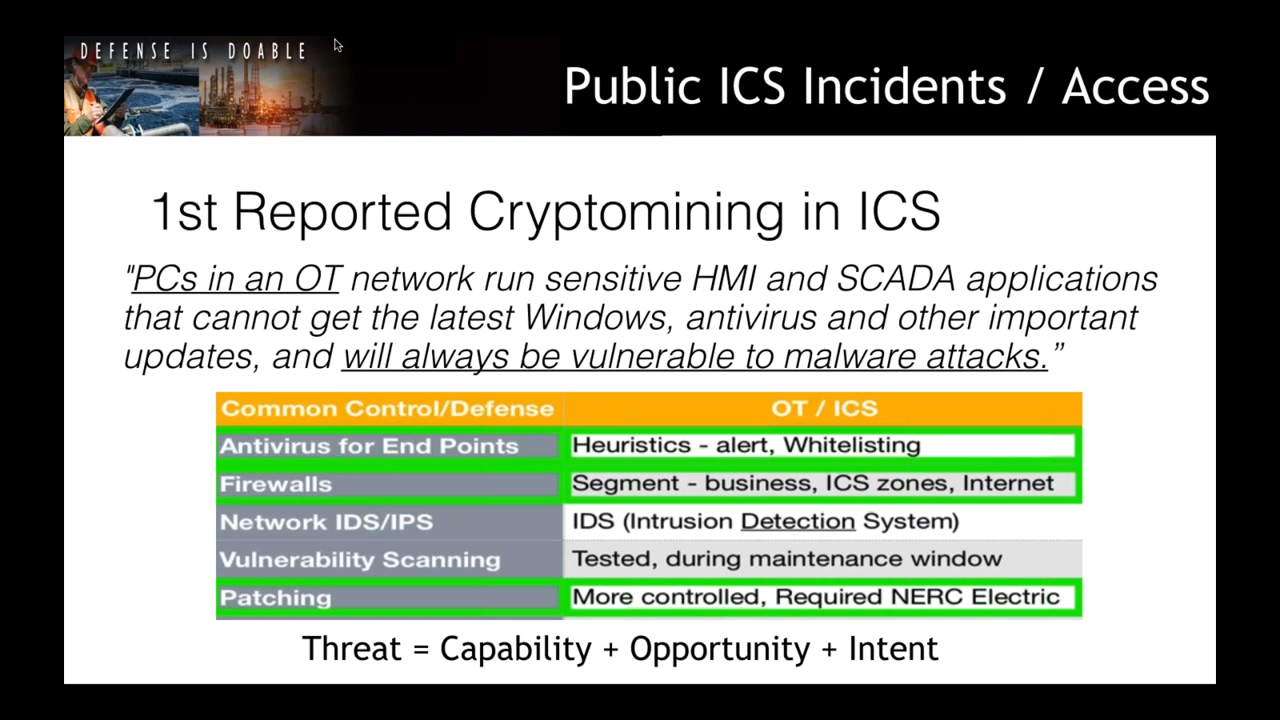 DEFENSE IS DOABLE
Public ICS Incidents / Access
1st Reported Cryptomining in ICS
"PCs in an OT network run sensitive HMI and SCADA applications
that cannot get the latest Windows, antivirus and other important
updates, and will always be vulnerable to malware attacks.”
Common Control/Defense OT / ICS
Antivirus for End Points Heuristics - alert, Whitelisting
Firewalls Segment - business, ICS zones, Internet
Network IDS/IPS IDS (Intrusion Detection System)
Vulnerability Scanning Tested, during maintenance window
Patching More controlled, Required NERC Electric
Threat = Capability + Opportunity + Intent